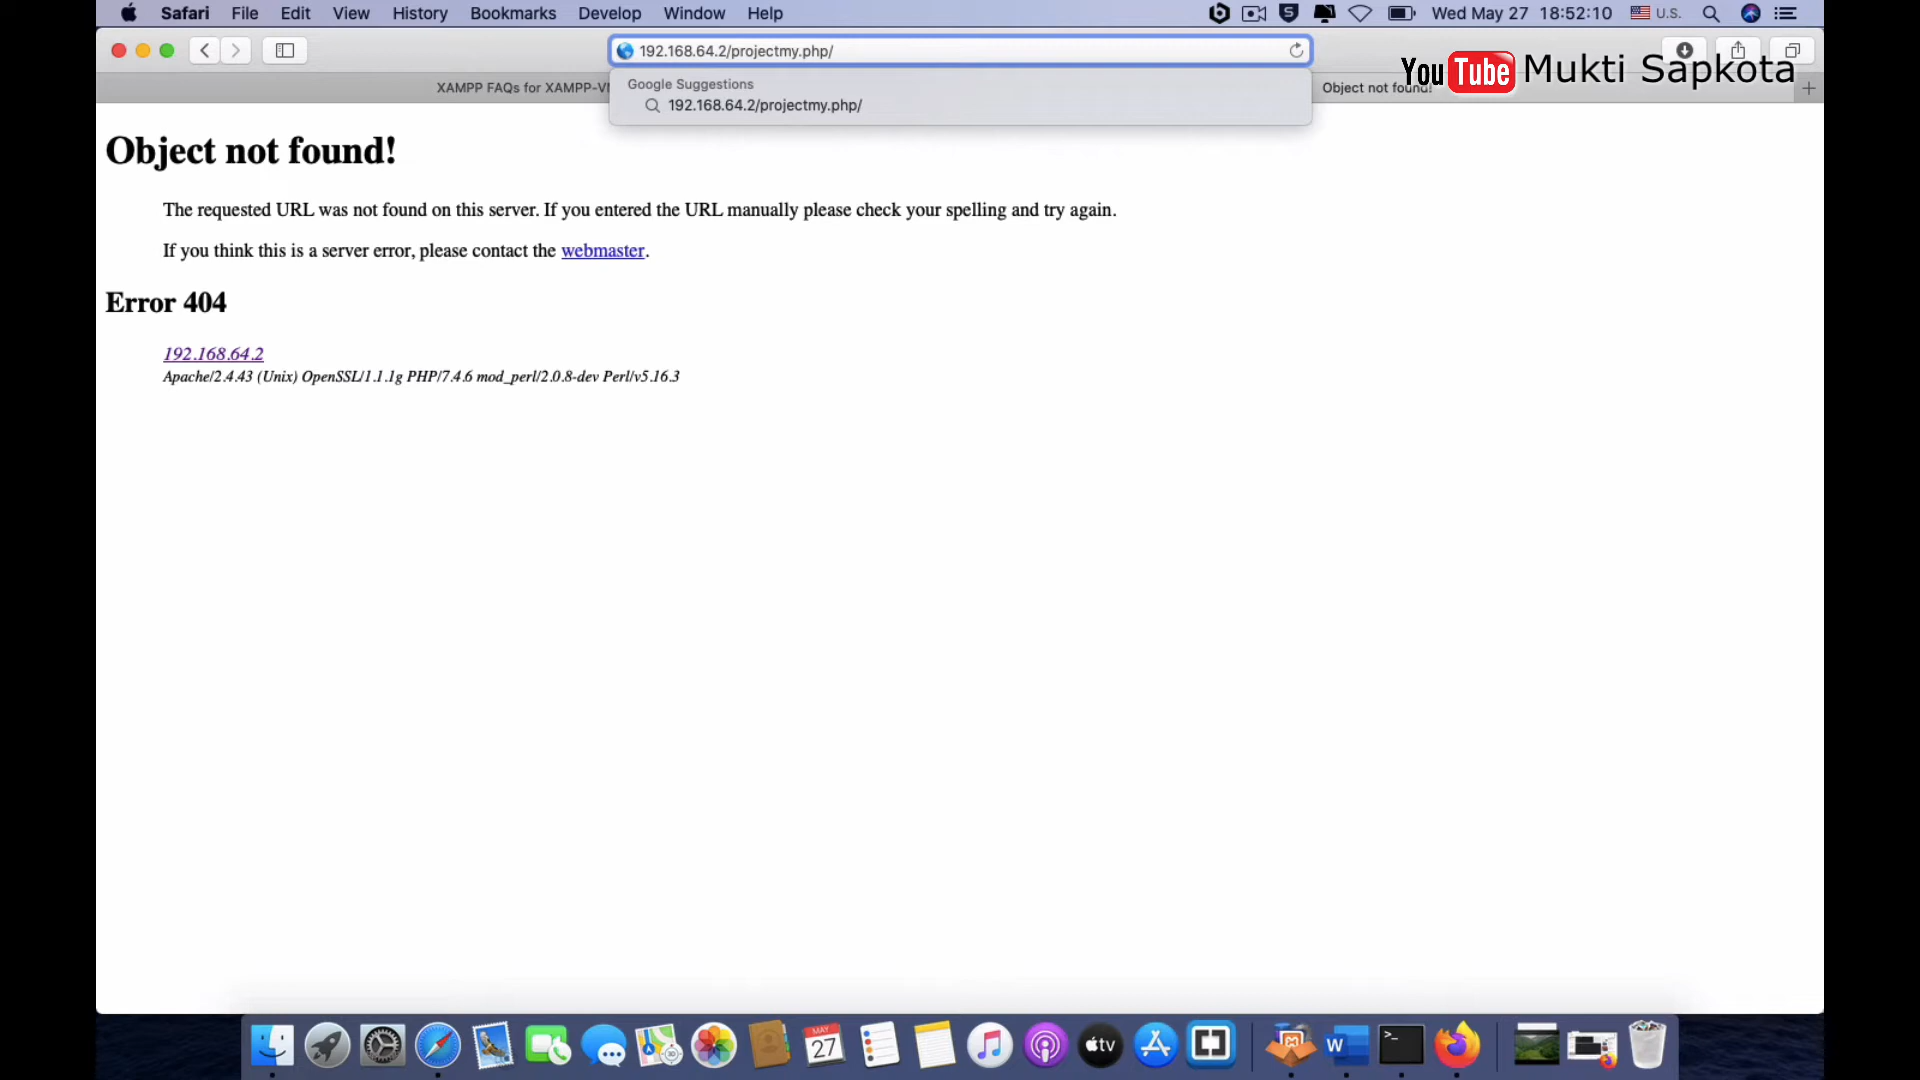 Safari File Edit View History Bookmarks Develop Window Help Wed May 27 18:52:10 U.S.
192.168.64.2/projectmy.php/
YouTube Mukti Sapkota
XAMPP FAQs for XAMPP-VM
Google Suggestions
Object not found!
192.168.64.2/projectmy.php/
Object not found!
The requested URL was not found on this server. If you entered the URL manually please check your spelling and try again.
If you think this is a server error, please contact the webmaster.
Error 404
192.168.64.2
Apache/2.4.43 (Unix) OpenSSL/1.1.1g PHP/7.4.6 mod_perl/2.0.8-dev Perl/v5.16.3
MAY
27
tv
W
>_